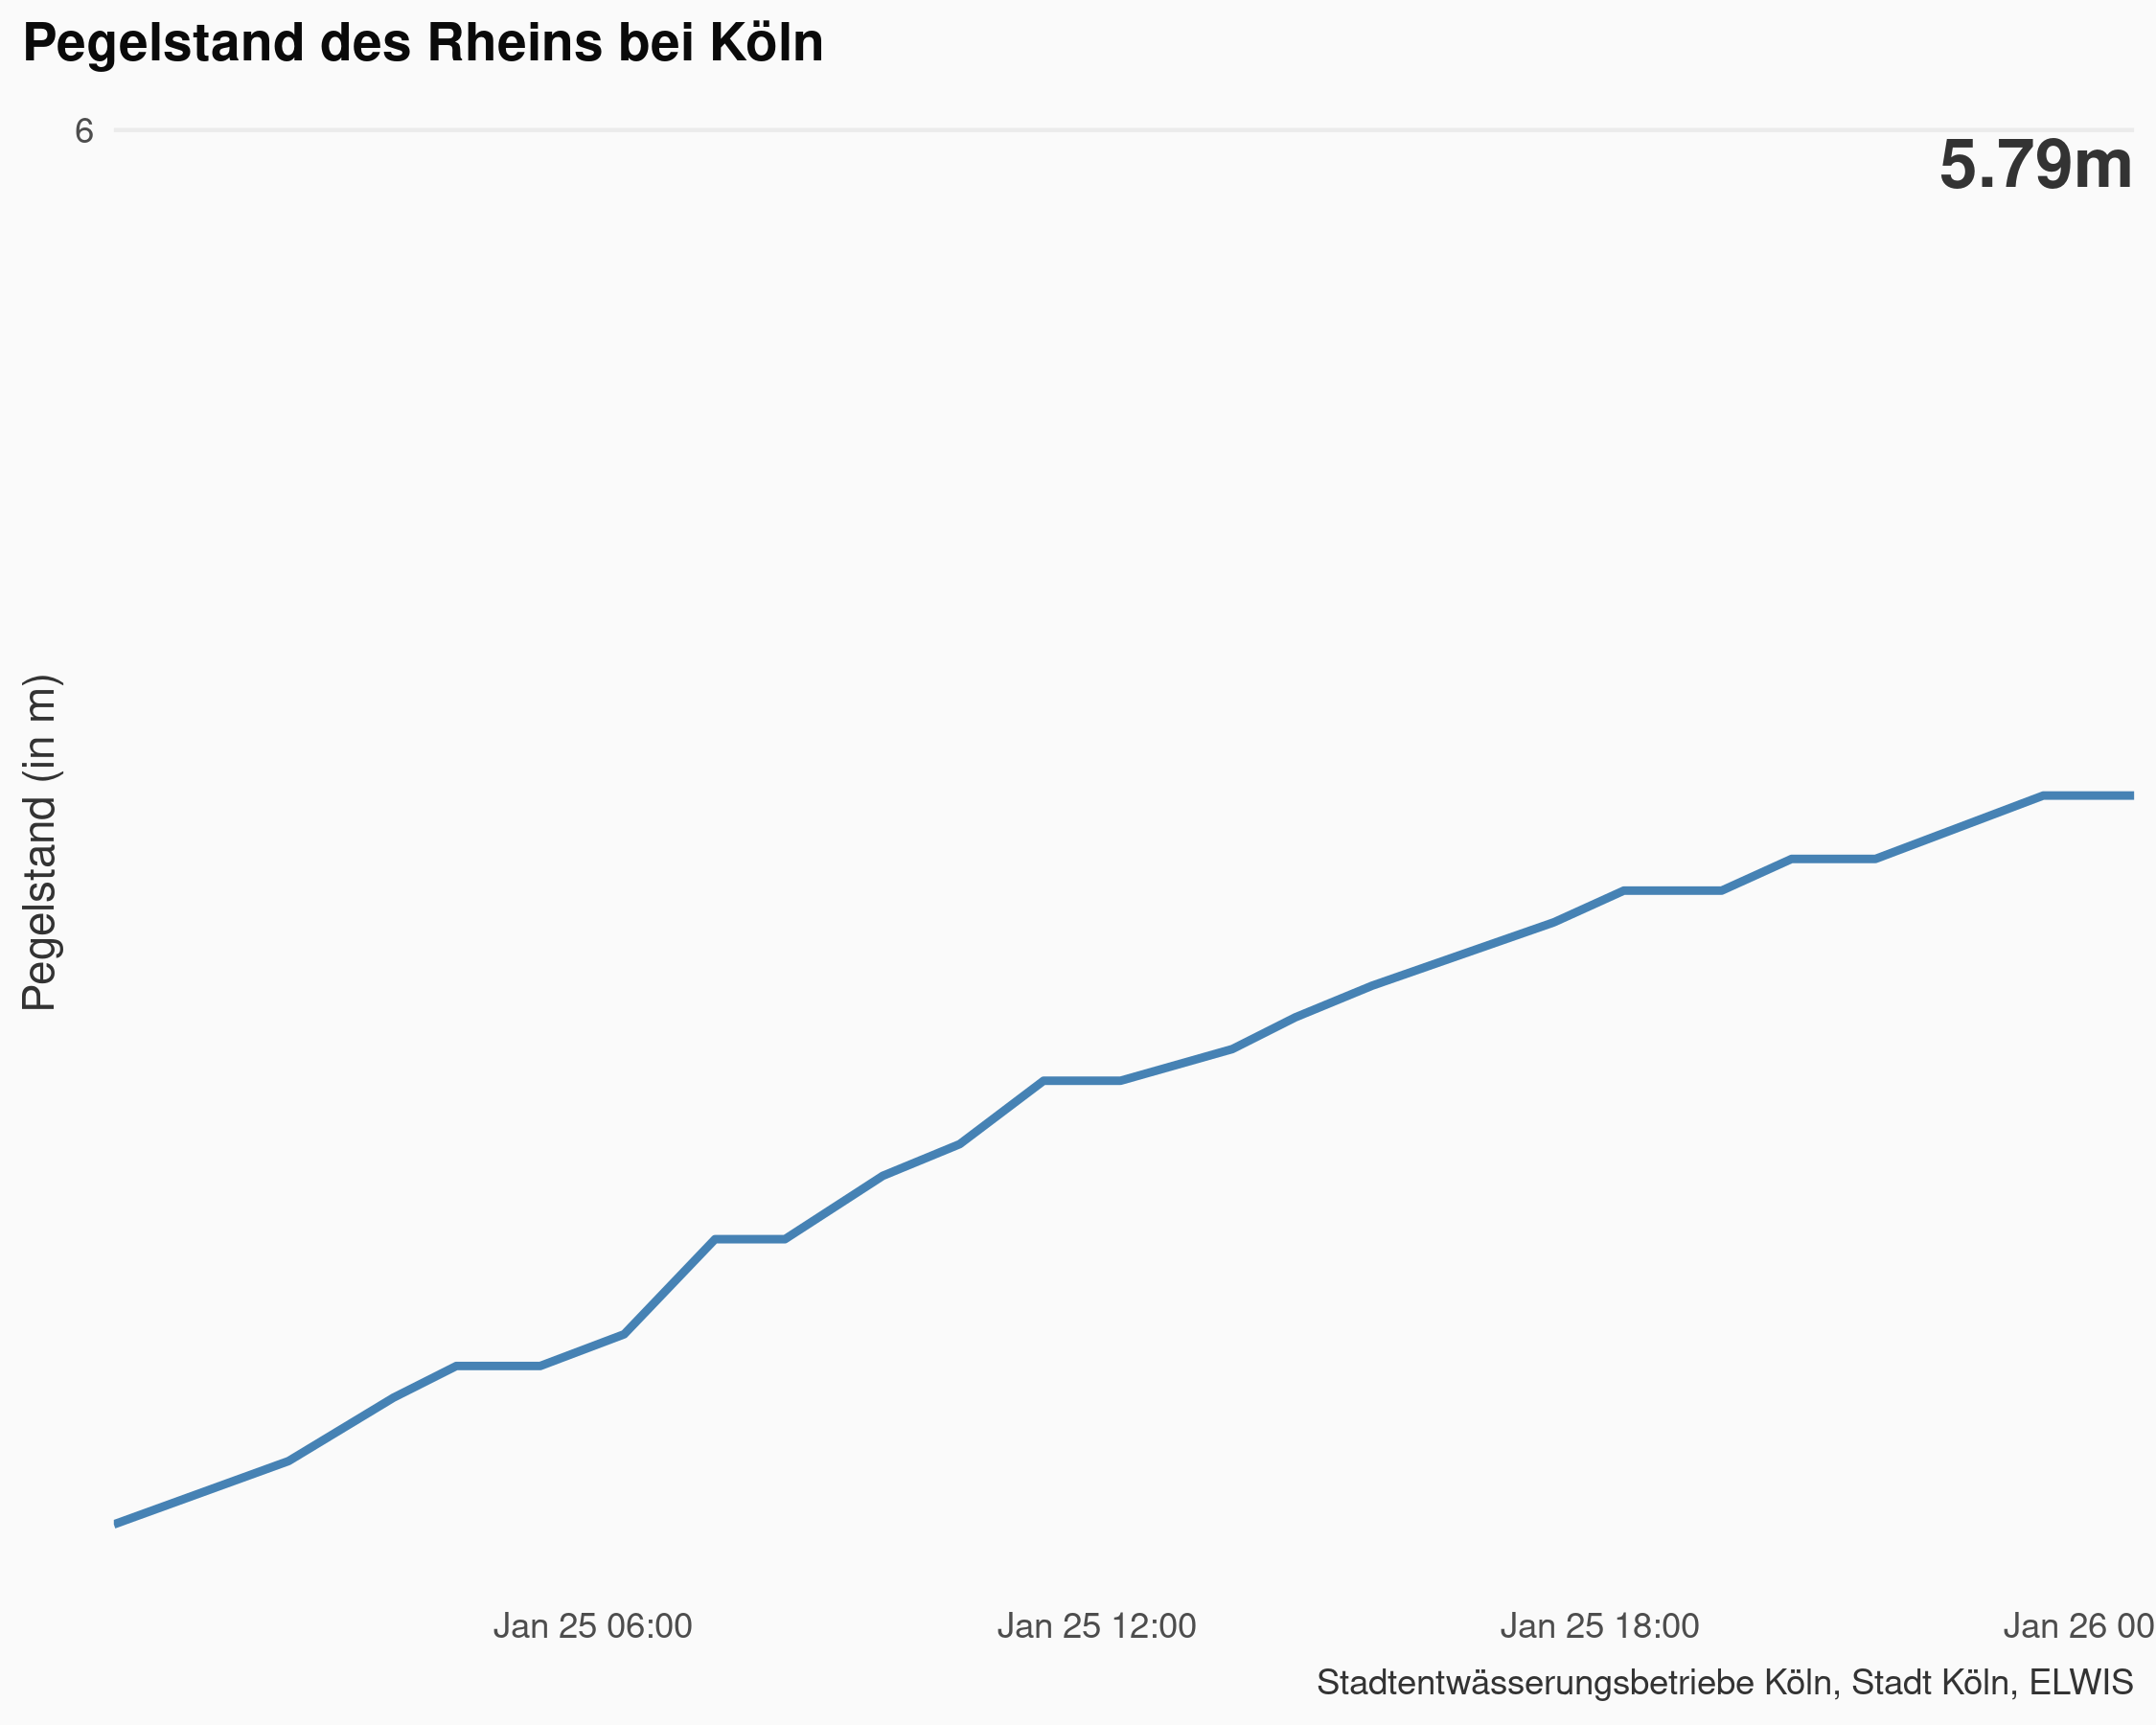 Pegelstand des Rheins bei Köln
6
5.79m
Pegelstand (in m)
Jan 25 06:00
Jan 25 12:00
Jan 25 18:00
Jan 26 00
Stadtentwässerungsbetriebe Köln, Stadt Köln, ELWIS